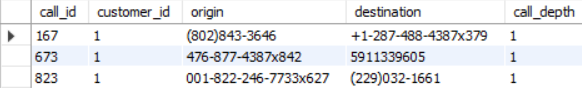 call_id customer_id origin destination call_depth
167 1 (802)843-3646 +1-287-488-4387x379 1
673 1 476-877-4387x842 5911339605 1
823 1 001-822-246-7733x627 (229)032-1661 1